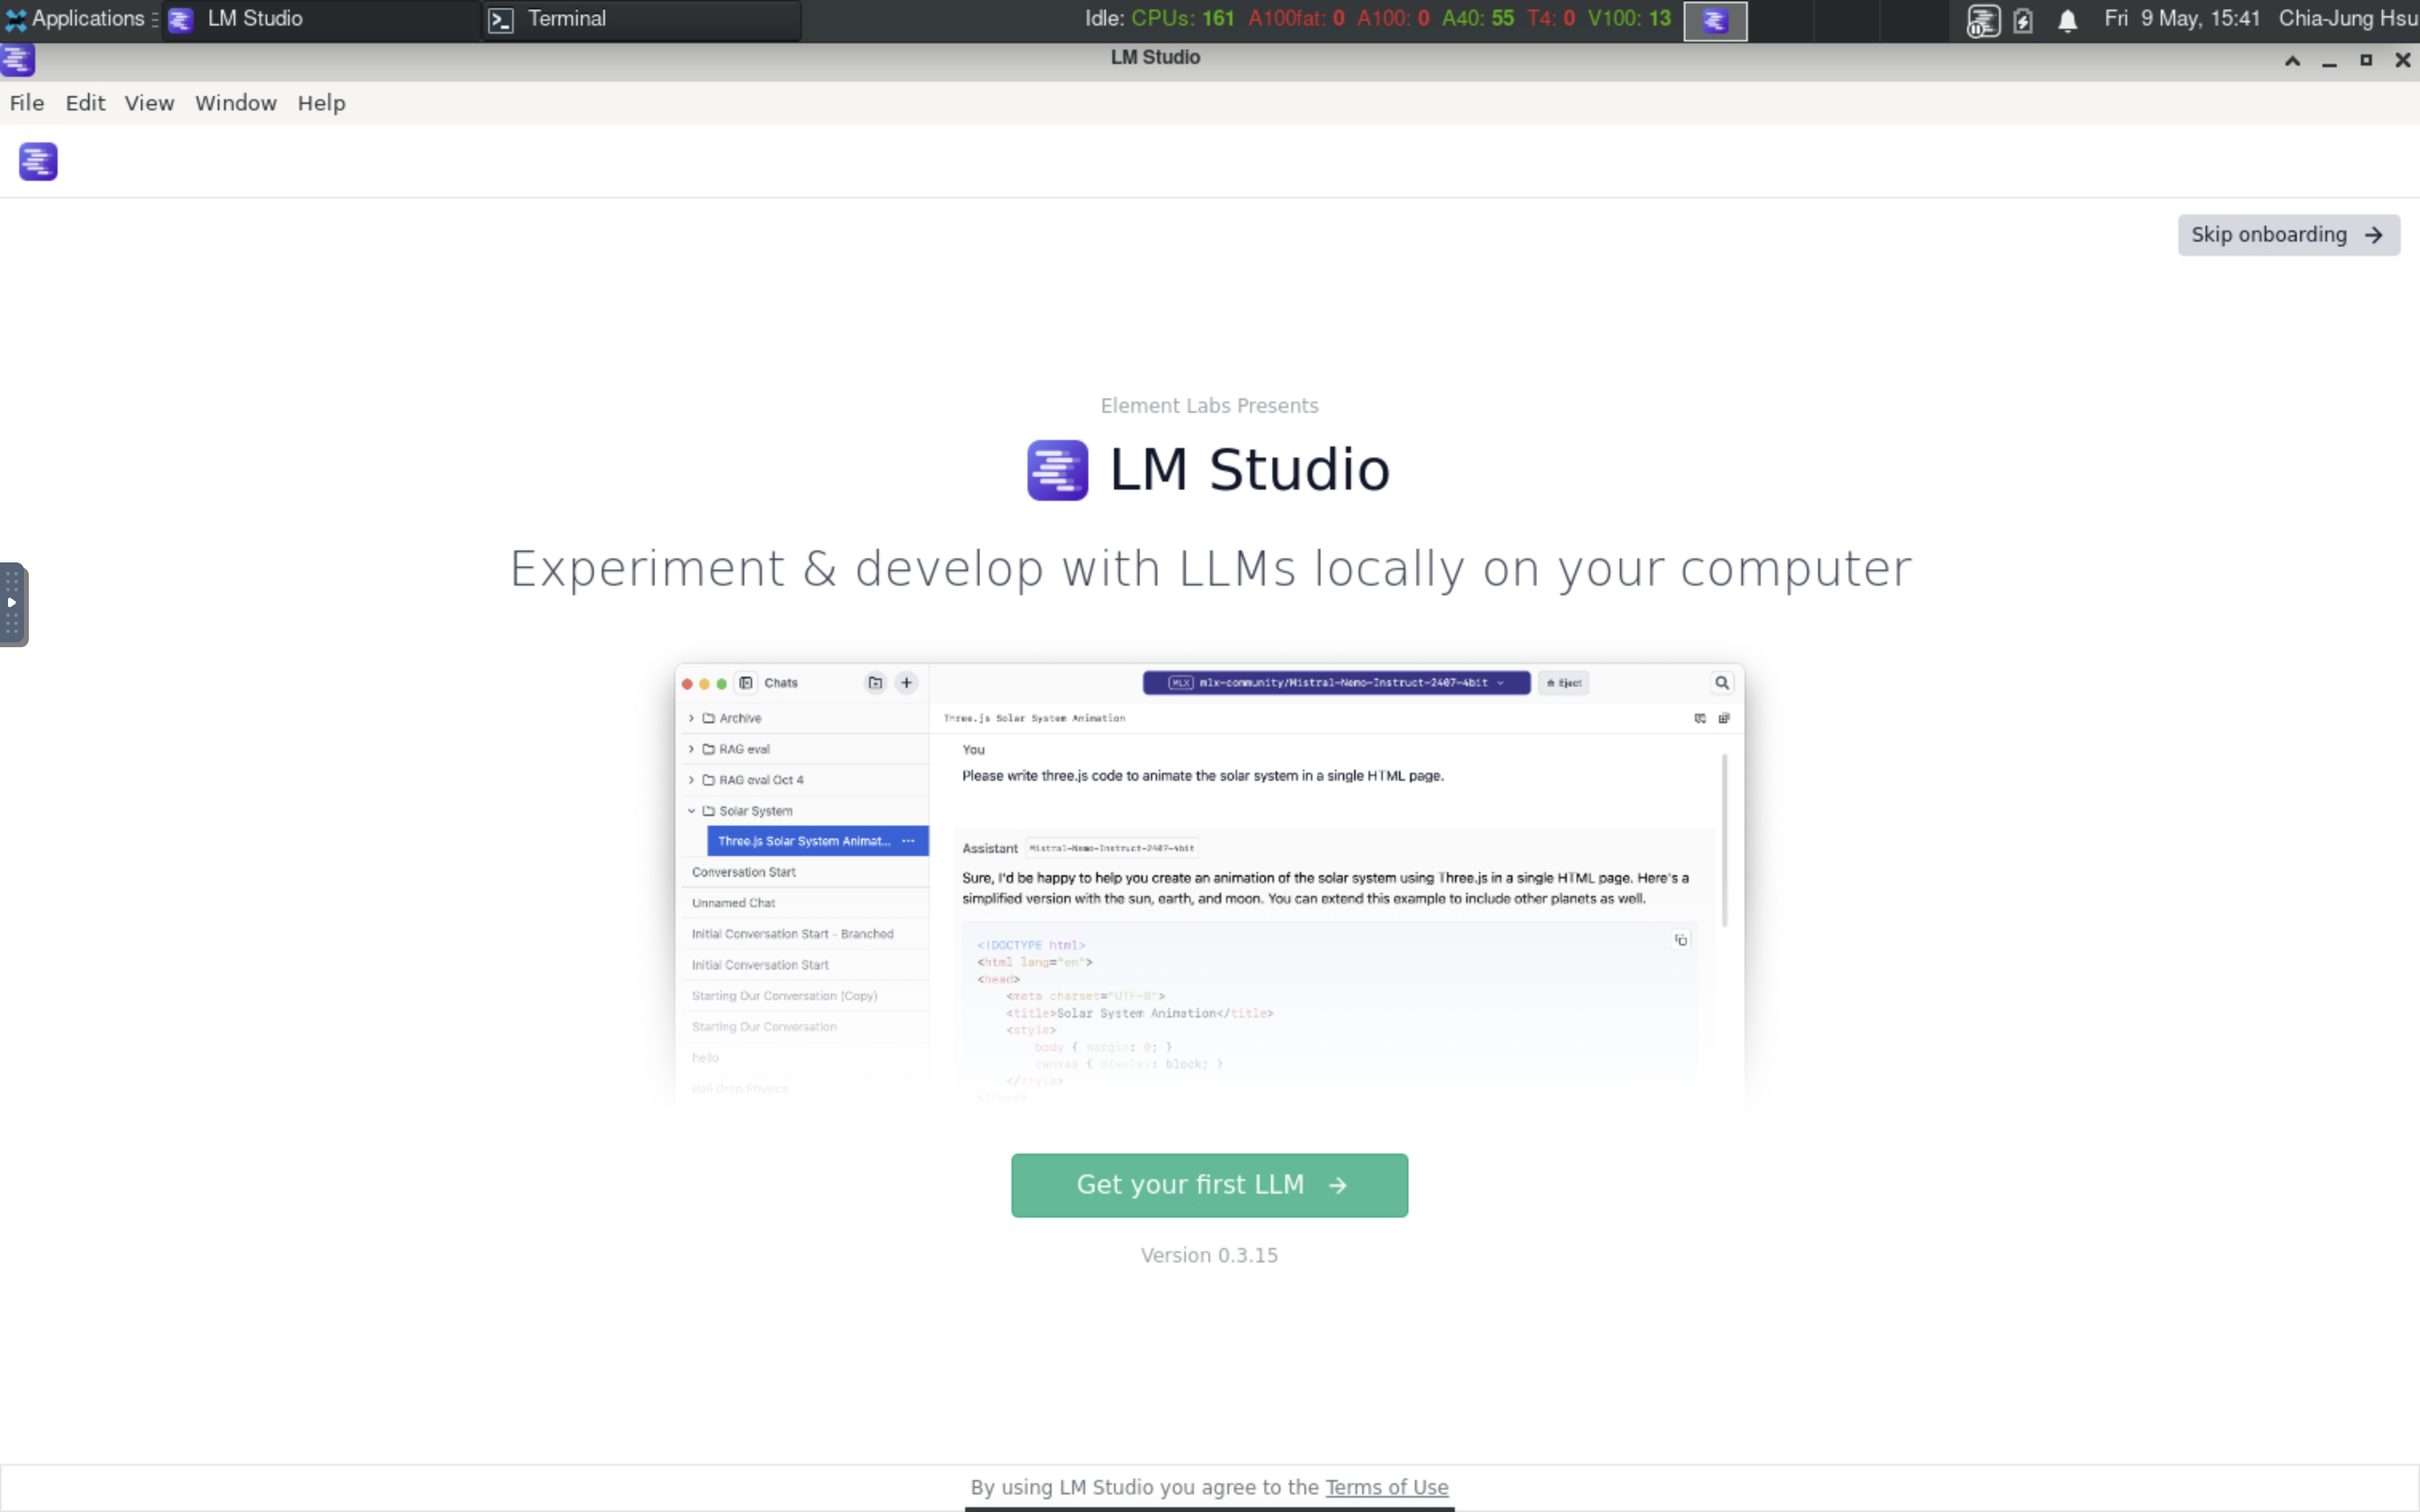 Applications LM Studio Terminal Idle: CPUs: 161 A100fat: 0 A100: 0 A40: 55 T4: 0 V100: 13 Fri 9 May, 15:41 Chia-Jung Hsu
LM Studio
File Edit View Window Help
Skip onboarding →
Element Labs Presents
LM Studio
Experiment & develop with LLMs locally on your computer
Chats
MLX mlx-community/Mistral-Nemo-Instruct-2407-4bit Eject
Archive
Three.js Solar System Animation
RAG eval
You
RAG eval Oct 4
Please write three.js code to animate the solar system in a single HTML page.
Solar System
Three.js Solar System Animat... ···
Assistant Mistral-Nemo-Instruct-2407-4bit
Conversation Start
Sure, I'd be happy to help you create an animation of the solar system using Three.js in a single HTML page. Here's a
simplified version with the sun, earth, and moon. You can extend this example to include other planets as well.
Unnamed Chat
Initial Conversation Start - Branched
<!DOCTYPE html>
<html lang="en">
Initial Conversation Start
<head>
Starting Our Conversation (Copy)
<meta charset="UTF-8">
<title>Solar System Animation</title>
Starting Our Conversation
<style>
body { margin: 0; }
hello
canvas { display: block; }
</style>
Ball Drop Physics
</head>
Get your first LLM →
Version 0.3.15
By using LM Studio you agree to the Terms of Use